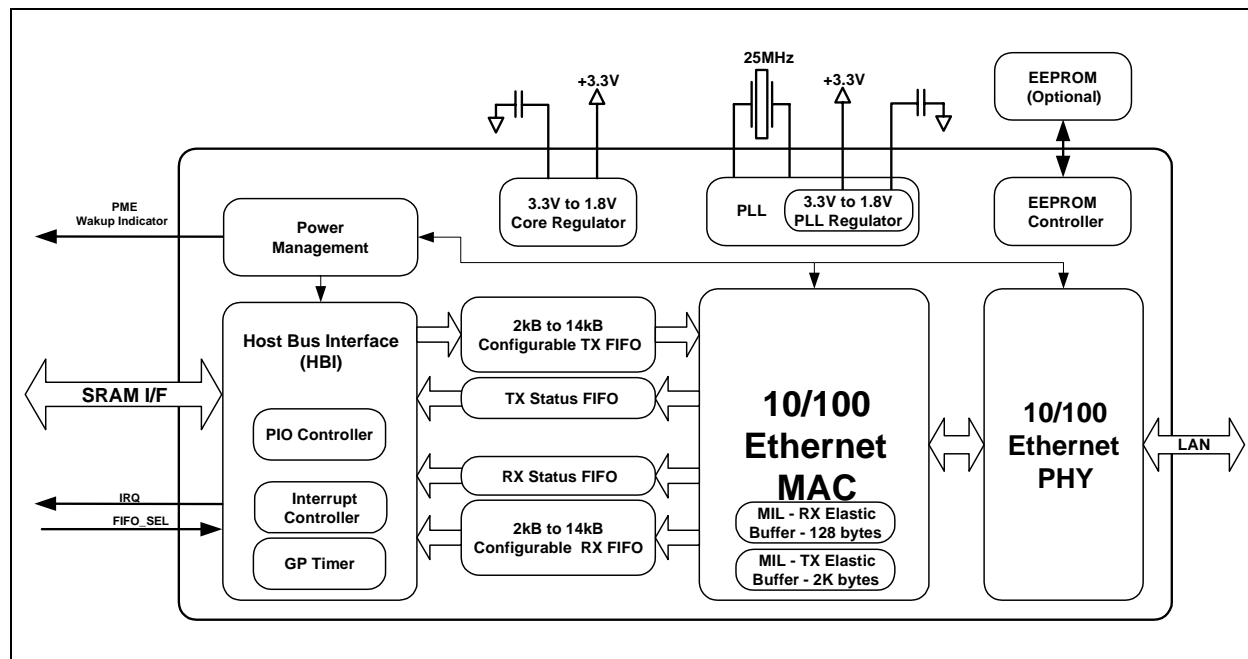 25MHz
+3.3V
+3.3V
EEPROM
(Optional)
PME
Wakup Indicator
Power
Management
3.3V to 1.8V
Core Regulator
PLL
3.3V to 1.8V
PLL Regulator
EEPROM
Controller
Host Bus Interface
(HBI)
2kB to 14kB
Configurable TX FIFO
SRAM I/F
TX Status FIFO
PIO Controller
10/100
Ethernet
MAC
10/100
Ethernet
PHY
LAN
RX Status FIFO
IRQ
FIFO_SEL
Interrupt
Controller
2kB to 14kB
Configurable RX FIFO
GP Timer
MIL - RX Elastic
Buffer - 128 bytes
MIL - TX Elastic
Buffer - 2K bytes